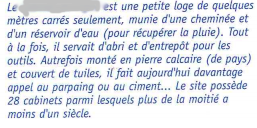 Le est une petite loge de quelques
mètres carrés seulement, munie d'une cheminée et
d'un réservoir d'eau (pour récupérer la pluie). Tout
à la fois, il servait d'abri et d'entrepôt pour les
outils. Autrefois monté en pierre calcaire (de pays)
et couvert de tuiles, il fait aujourd'hui davantage
appel au parpaing ou au ciment... Le site possède
28 cabinets parmi lesquels plus de la moitié a
moins d'un siècle.